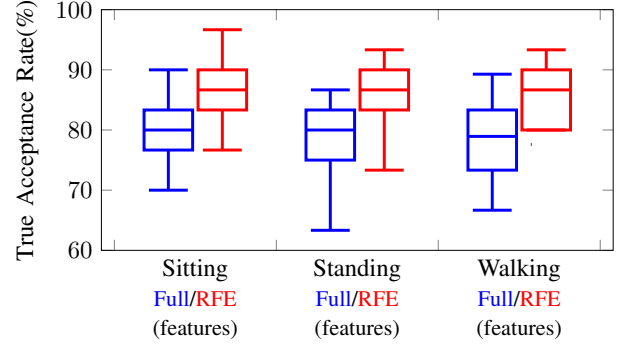 True Acceptance Rate(%)
100
90
80
70
60
Sitting Standing Walking
Full/RFE Full/RFE Full/RFE
(features) (features) (features)